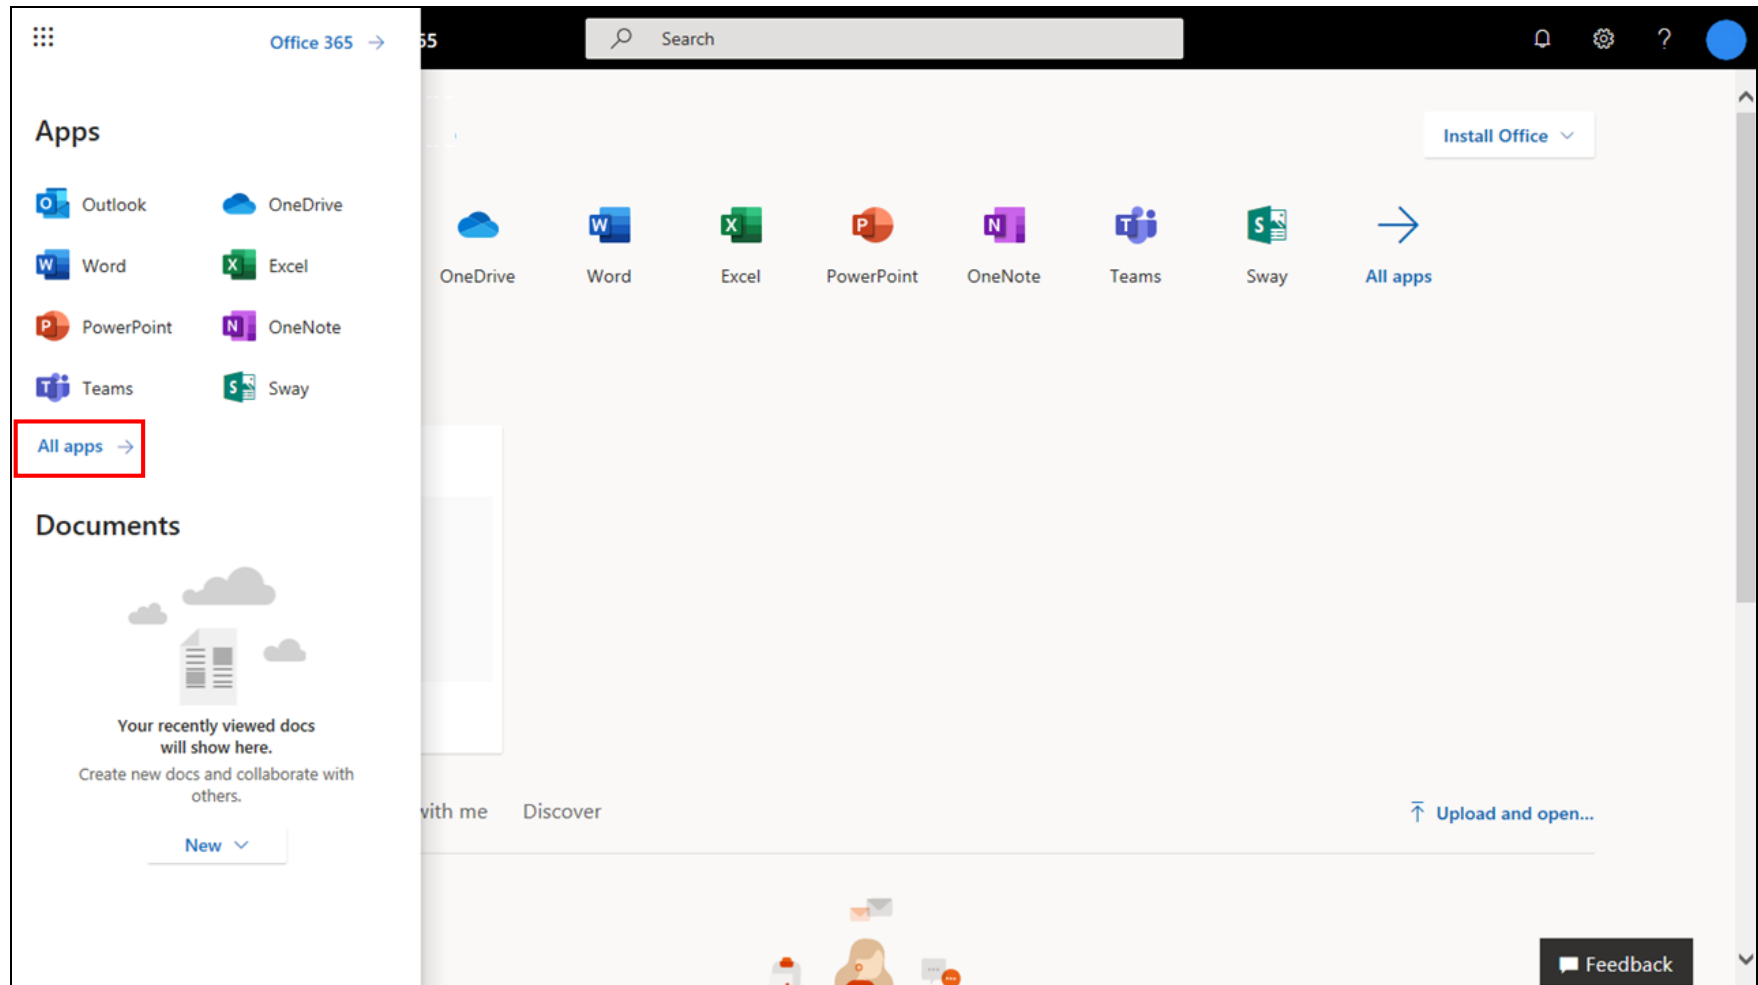 Office 365
65
Search
Apps
Install Office
Outlook
OneDrive
Word
Excel
PowerPoint
OneNote
Teams
Sway
All apps
OneDrive
Word
Excel
PowerPoint
OneNote
Teams
Sway
All apps
Documents
Your recently viewed docs
will show here.
Create new docs and collaborate with
others.
New
with me
Discover
Upload and open...
Feedback